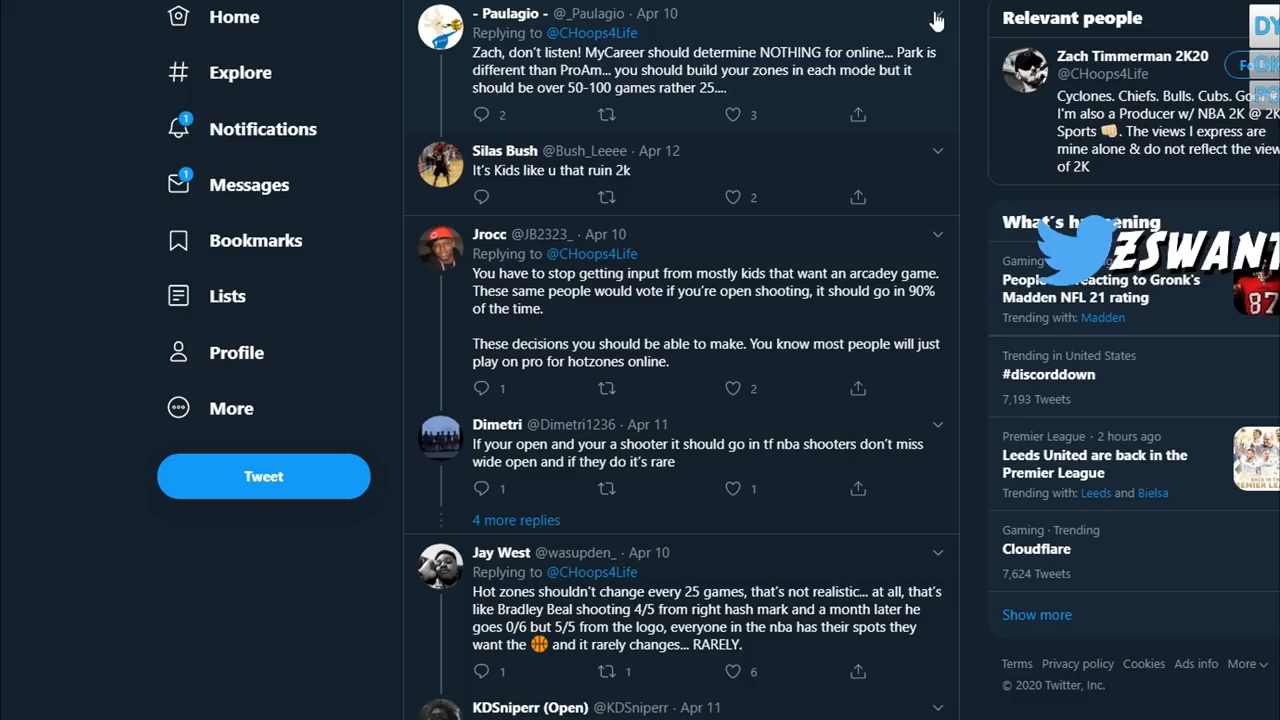 Home
Explore
1
Notifications
1
Messages
Bookmarks
Lists
Profile
More
Tweet
- Paulagio - @_Paulagio · Apr 10
Replying to @CHoops4Life
Zach, don't listen! MyCareer should determine NOTHING for online... Park is
different than ProAm... you should build your zones in each mode but it
should be over 50-100 games rather 25....
2
3
Silas Bush @Bush_Leeee · Apr 12
It's Kids like u that ruin 2k
2
Jrocc @JB2323_ · Apr 10
Replying to @CHoops4Life
You have to stop getting input from mostly kids that want an arcadey game.
These same people would vote if you're open shooting, it should go in 90%
of the time.
These decisions you should be able to make. You know most people will just
play on pro for hotzones online.
1
2
Dimetri @Dimetri1236 · Apr 11
If your open and your a shooter it should go in tf nba shooters don't miss
wide open and if they do it's rare
1
1
4 more replies
Jay West @wasupden_ · Apr 10
Replying to @CHoops4Life
Hot zones shouldn't change every 25 games, that's not realistic... at all, that's
like Bradley Beal shooting 4/5 from right hash mark and a month later he
goes 0/6 but 5/5 from the logo, everyone in the nba has their spots they
want the 🏀 and it rarely changes... RARELY.
1
1
6
KDSniperr (Open) @KDSniperr · Apr 11
Relevant people
Zach Timmerman 2K20
@CHoops4Life
Cyclones. Chiefs. Bulls. Cubs.
I'm also a Producer w/ NBA 2K @ 2K
Sports 👊🏼. The views I express are
mine alone & do not reflect the view
of 2K
What's happening
ZSWANT
Gaming
People reacting to Gronk's
Madden NFL 21 rating
Trending with: Madden
87
Trending in United States
#discorddown
7,193 Tweets
Premier League · 2 hours ago
Leeds United are back in the
Premier League
Trending with: Leeds and Bielsa
Gaming · Trending
Cloudflare
7,624 Tweets
Show more
Terms Privacy policy Cookies Ads info More
© 2020 Twitter, Inc.